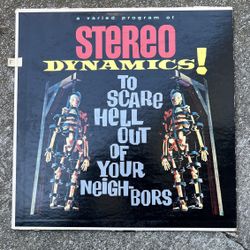 a varied program of
STEREO
DYNAMICS!
TO
SCARE
HELL
OUT
OF
YOUR
NEIGHBORS